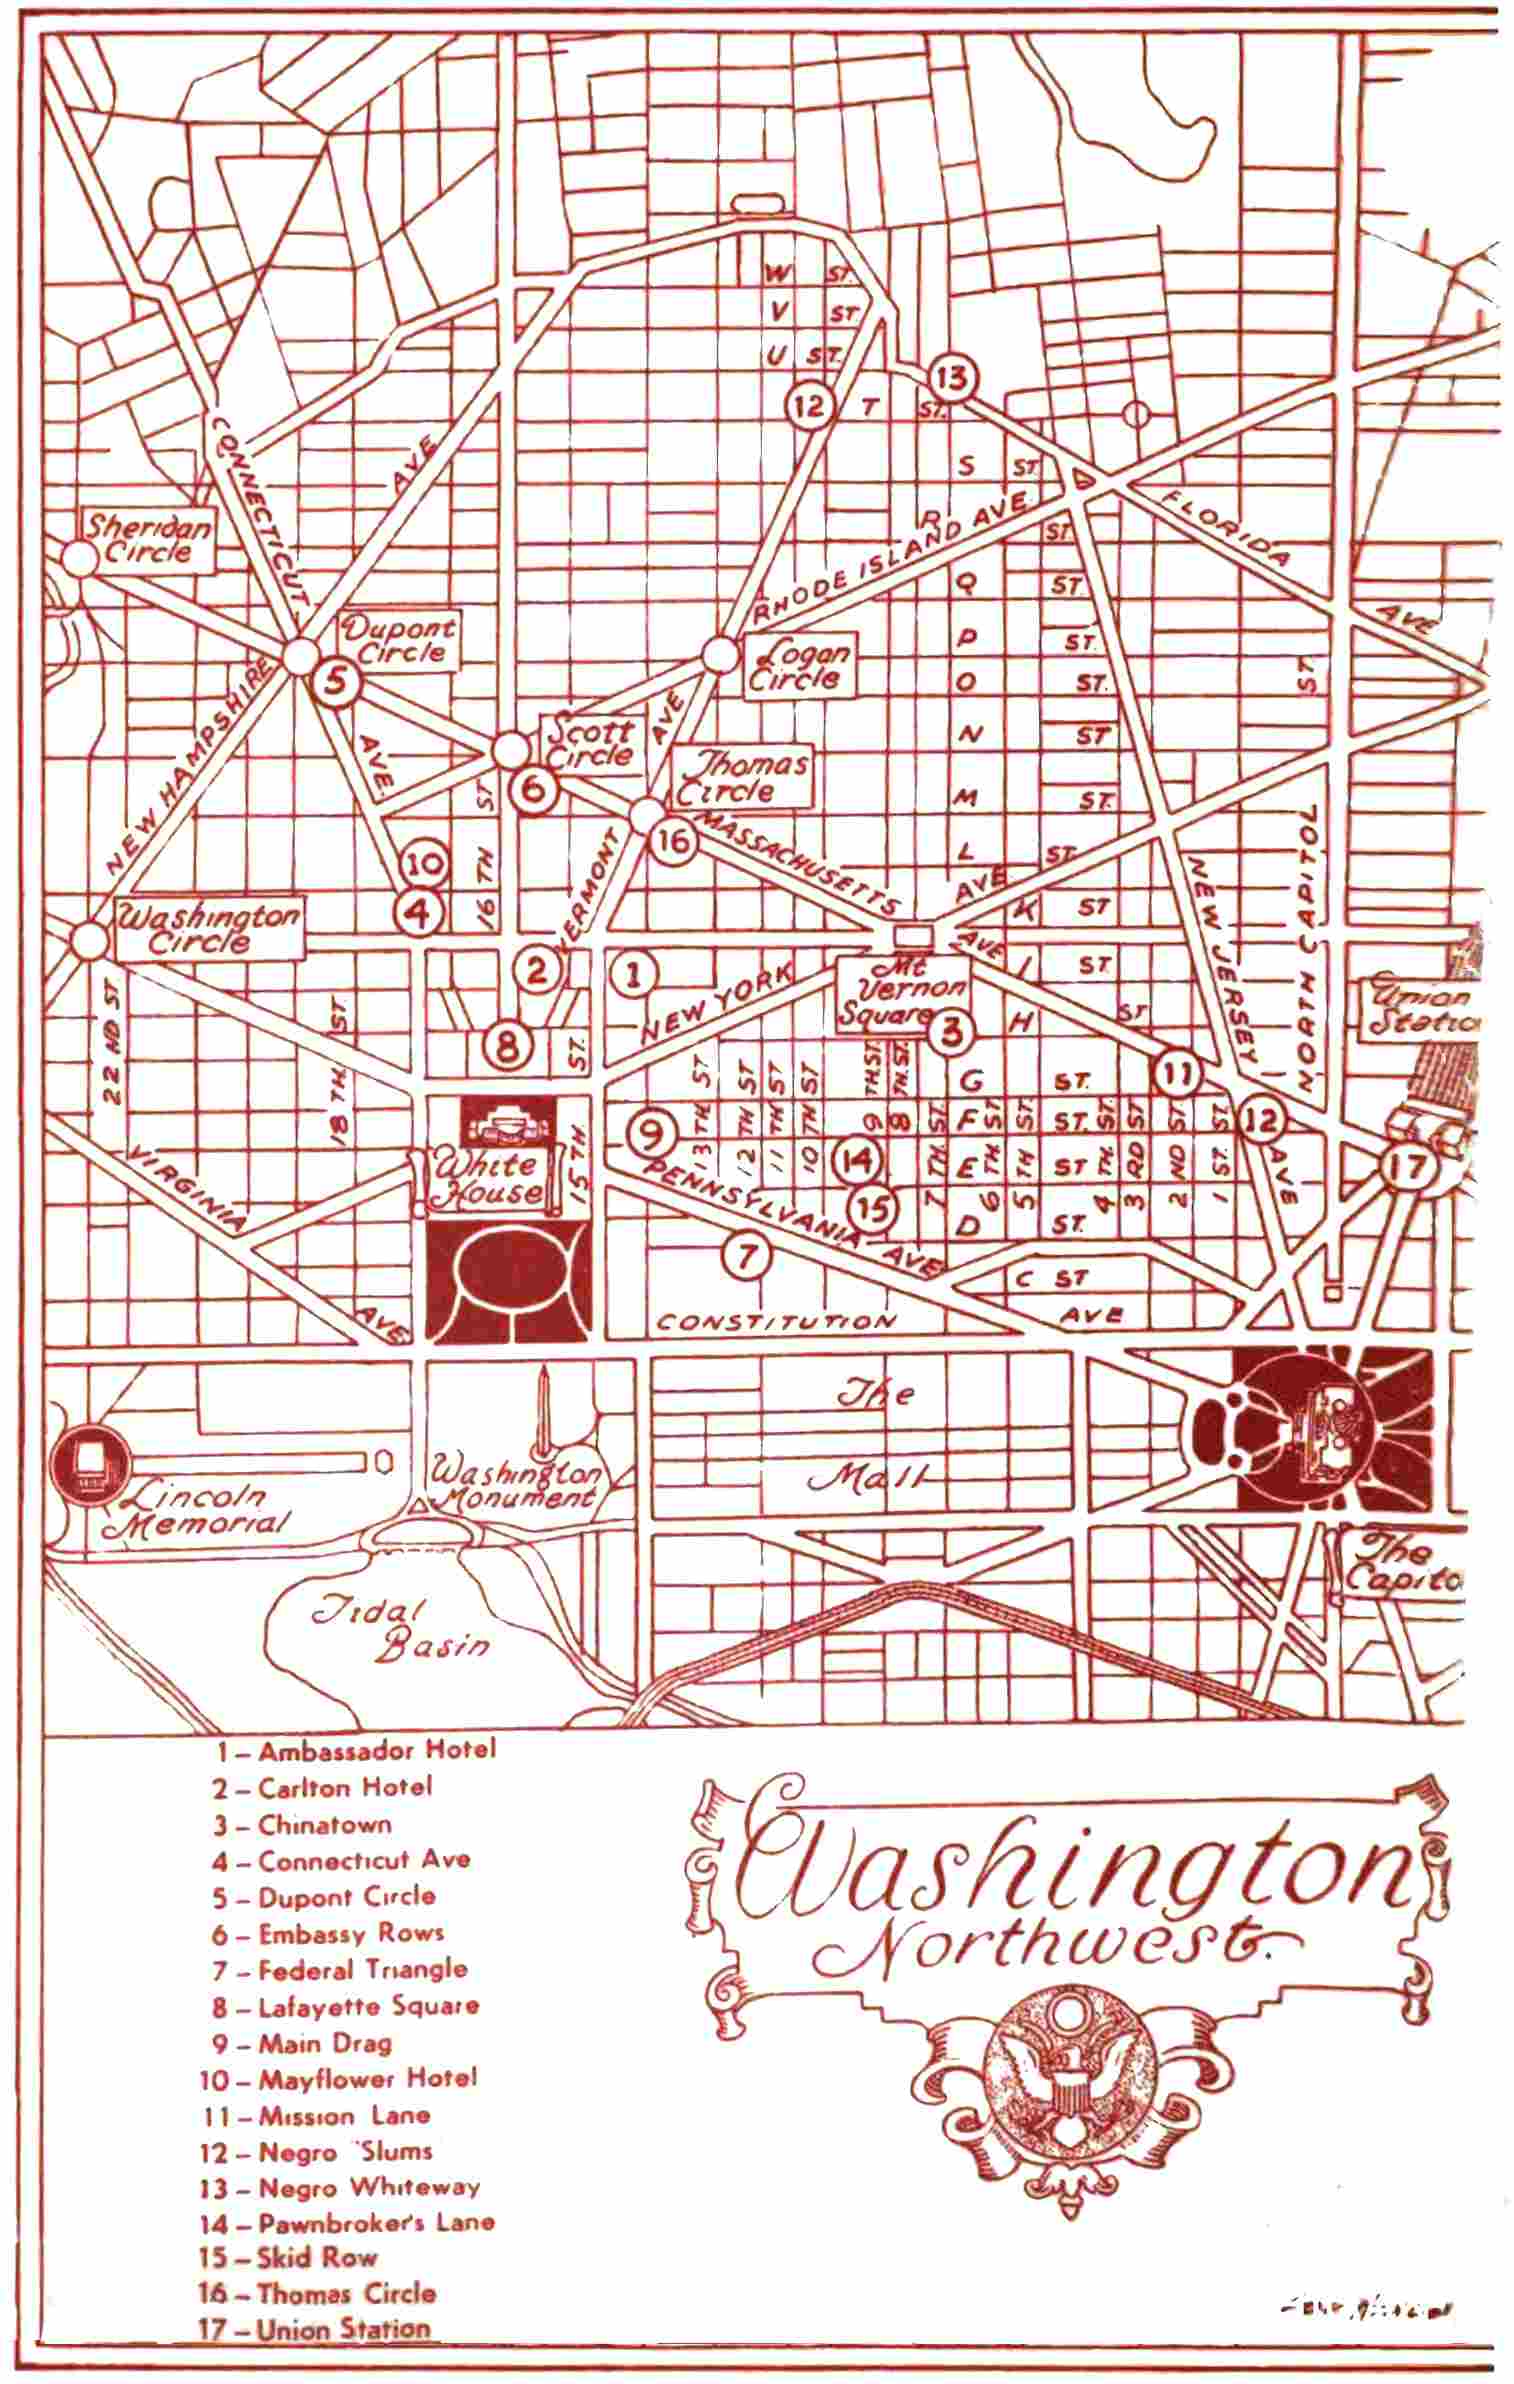 W ST.
V ST
U ST.
13
12
T ST.
CONNECTICUT
AVE
S ST
RHODE ISLAND AVE
R ST
FLORIDA
AVE
Sheridan
Circle
Q ST.
Dupont
Circle
5
P ST.
Logan
Circle
O ST.
NEW HAMPSHIRE
AVE
ST.
N ST
Scott
Circle
AVE.
Thomas
Circle
6
16 TH ST
M ST.
16
MASSACHUSETTS
AVE
L ST
10
4
VERMONT
NEW JERSEY
AVE
NORTH CAPITOL
K ST
Washington
Circle
2
1
AVE
I ST.
NEW YORK
Mt
Vernon
Square
3
Union
Statio
22 ND ST
18 TH. ST
8
15 TH ST.
H ST
13 TH ST
12 TH ST
11 TH ST
10 TH ST
9 TH. ST.
8 TH. ST.
7 TH. ST.
6 TH ST
5 TH ST.
4 TH. ST.
3 RD ST
2 ND ST
1 ST. ST.
G ST.
11
F ST.
12
9
14
E ST
17
VIRGINIA
AVE
White
House
PENNSYLVANIA AVE
15
D ST.
7
C ST
CONSTITUTION AVE
The
Mall
Lincoln
Memorial
Washington
Monument
The
Capito
Tidal
Basin
1 – Ambassador Hotel
2 – Carlton Hotel
3 – Chinatown
4 – Connecticut Ave
5 – Dupont Circle
6 – Embassy Rows
7 – Federal Triangle
8 – Lafayette Square
9 – Main Drag
10 – Mayflower Hotel
11 – Mission Lane
12 – Negro Slums
13 – Negro Whiteway
14 – Pawnbroker's Lane
15 – Skid Row
16 – Thomas Circle
17 – Union Station
Washington
Northwest.